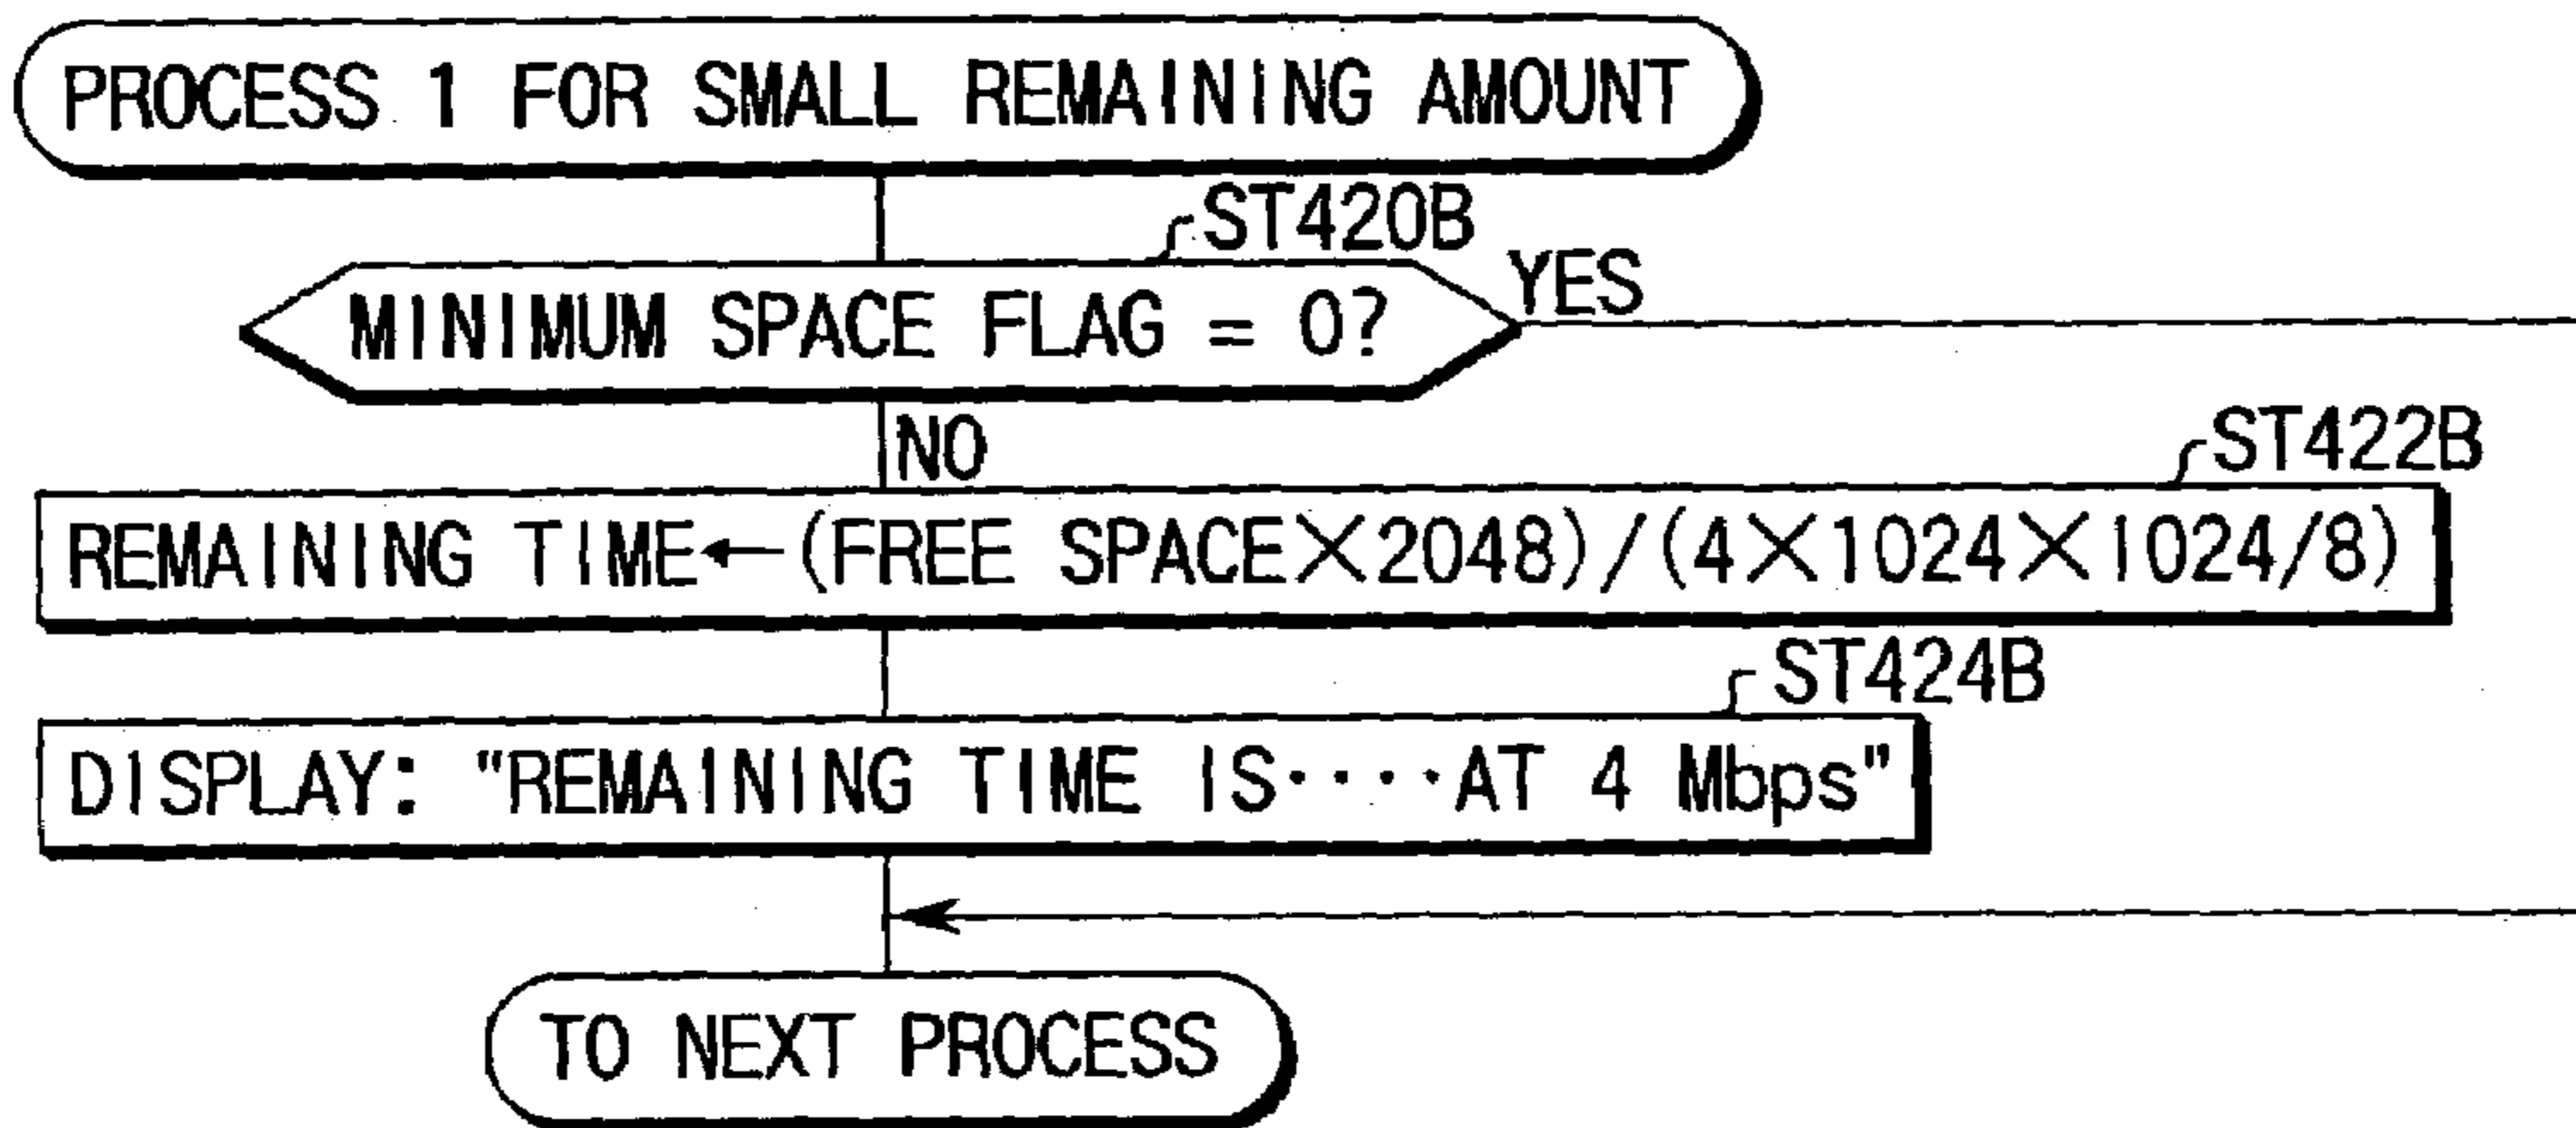 PROCESS 1 FOR SMALL REMAINING AMOUNT
ST420B
MINIMUM SPACE FLAG = 0?
YES
NO
ST422B
REMAINING TIME←(FREE SPACE×2048)/(4×1024×1024/8)
ST424B
DISPLAY: "REMAINING TIME IS····AT 4 Mbps"
TO NEXT PROCESS